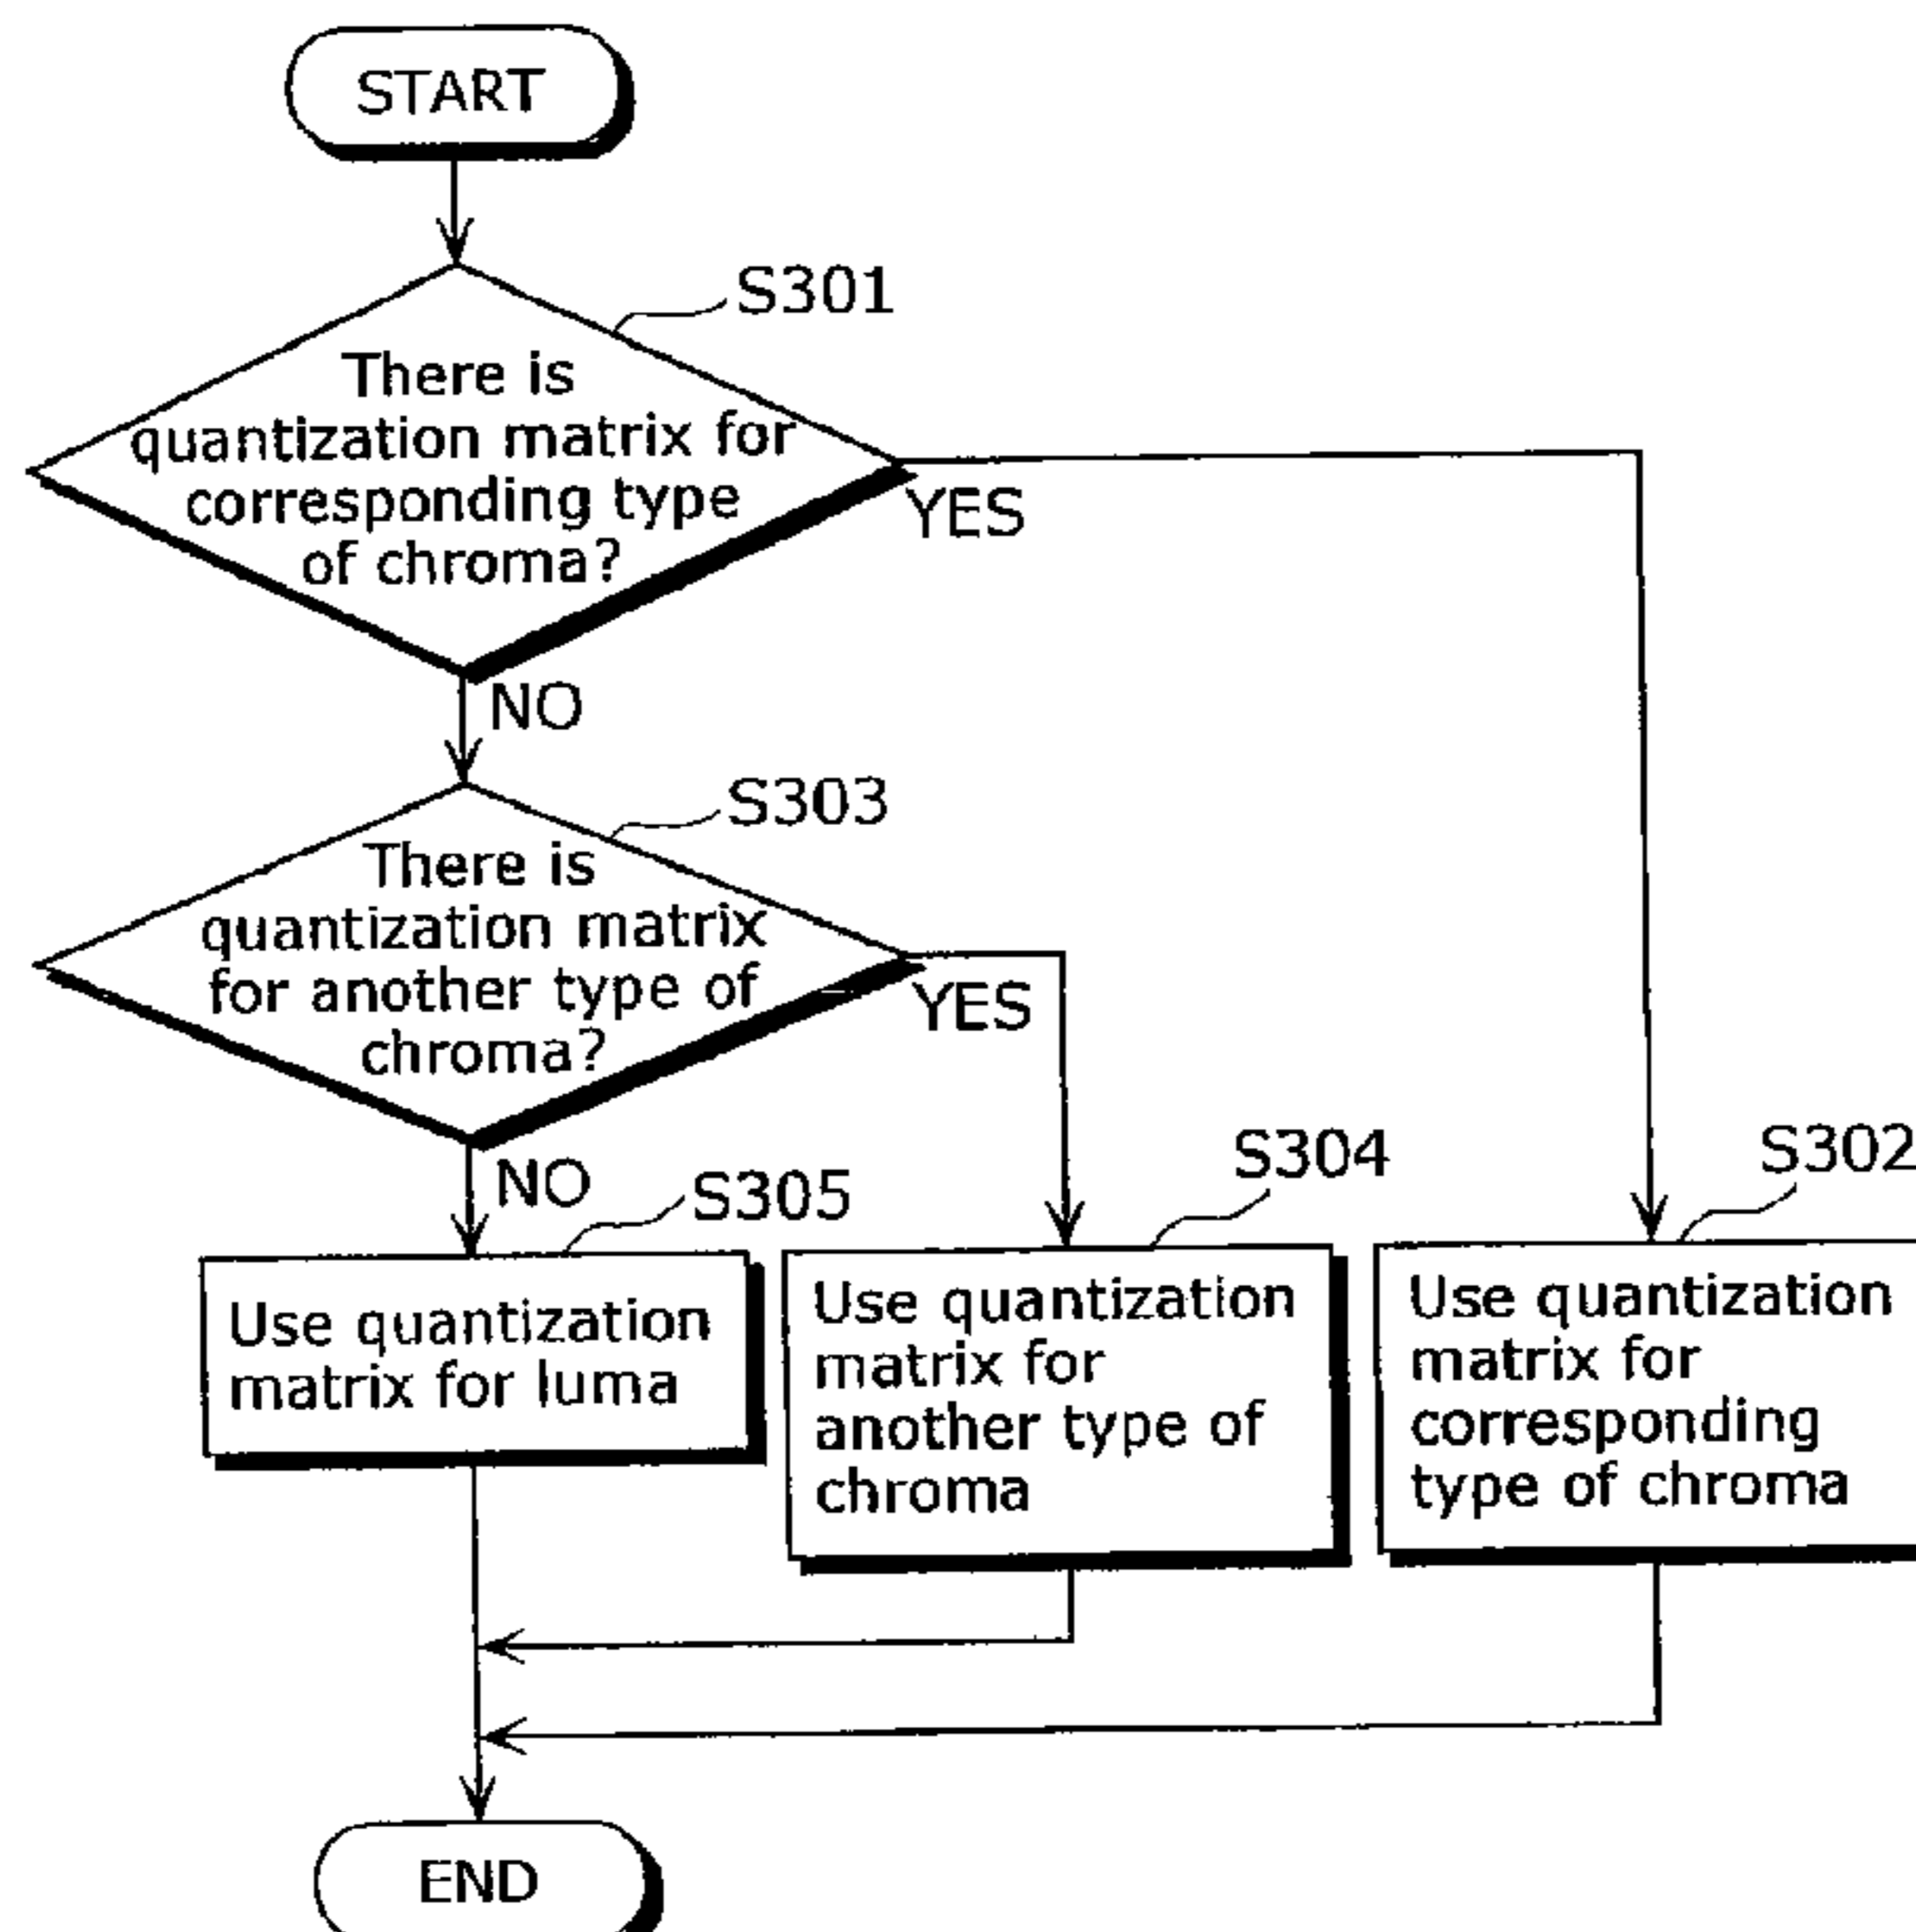 START
S301
There is
quantization matrix for
corresponding type
of chroma?
YES
NO
S303
There is
quantization matrix
for another type of
chroma?
YES
NO
S305
S304
S302
Use quantization
matrix for luma
Use quantization
matrix for
another type of
chroma
Use quantization
matrix for
corresponding
type of chroma
END